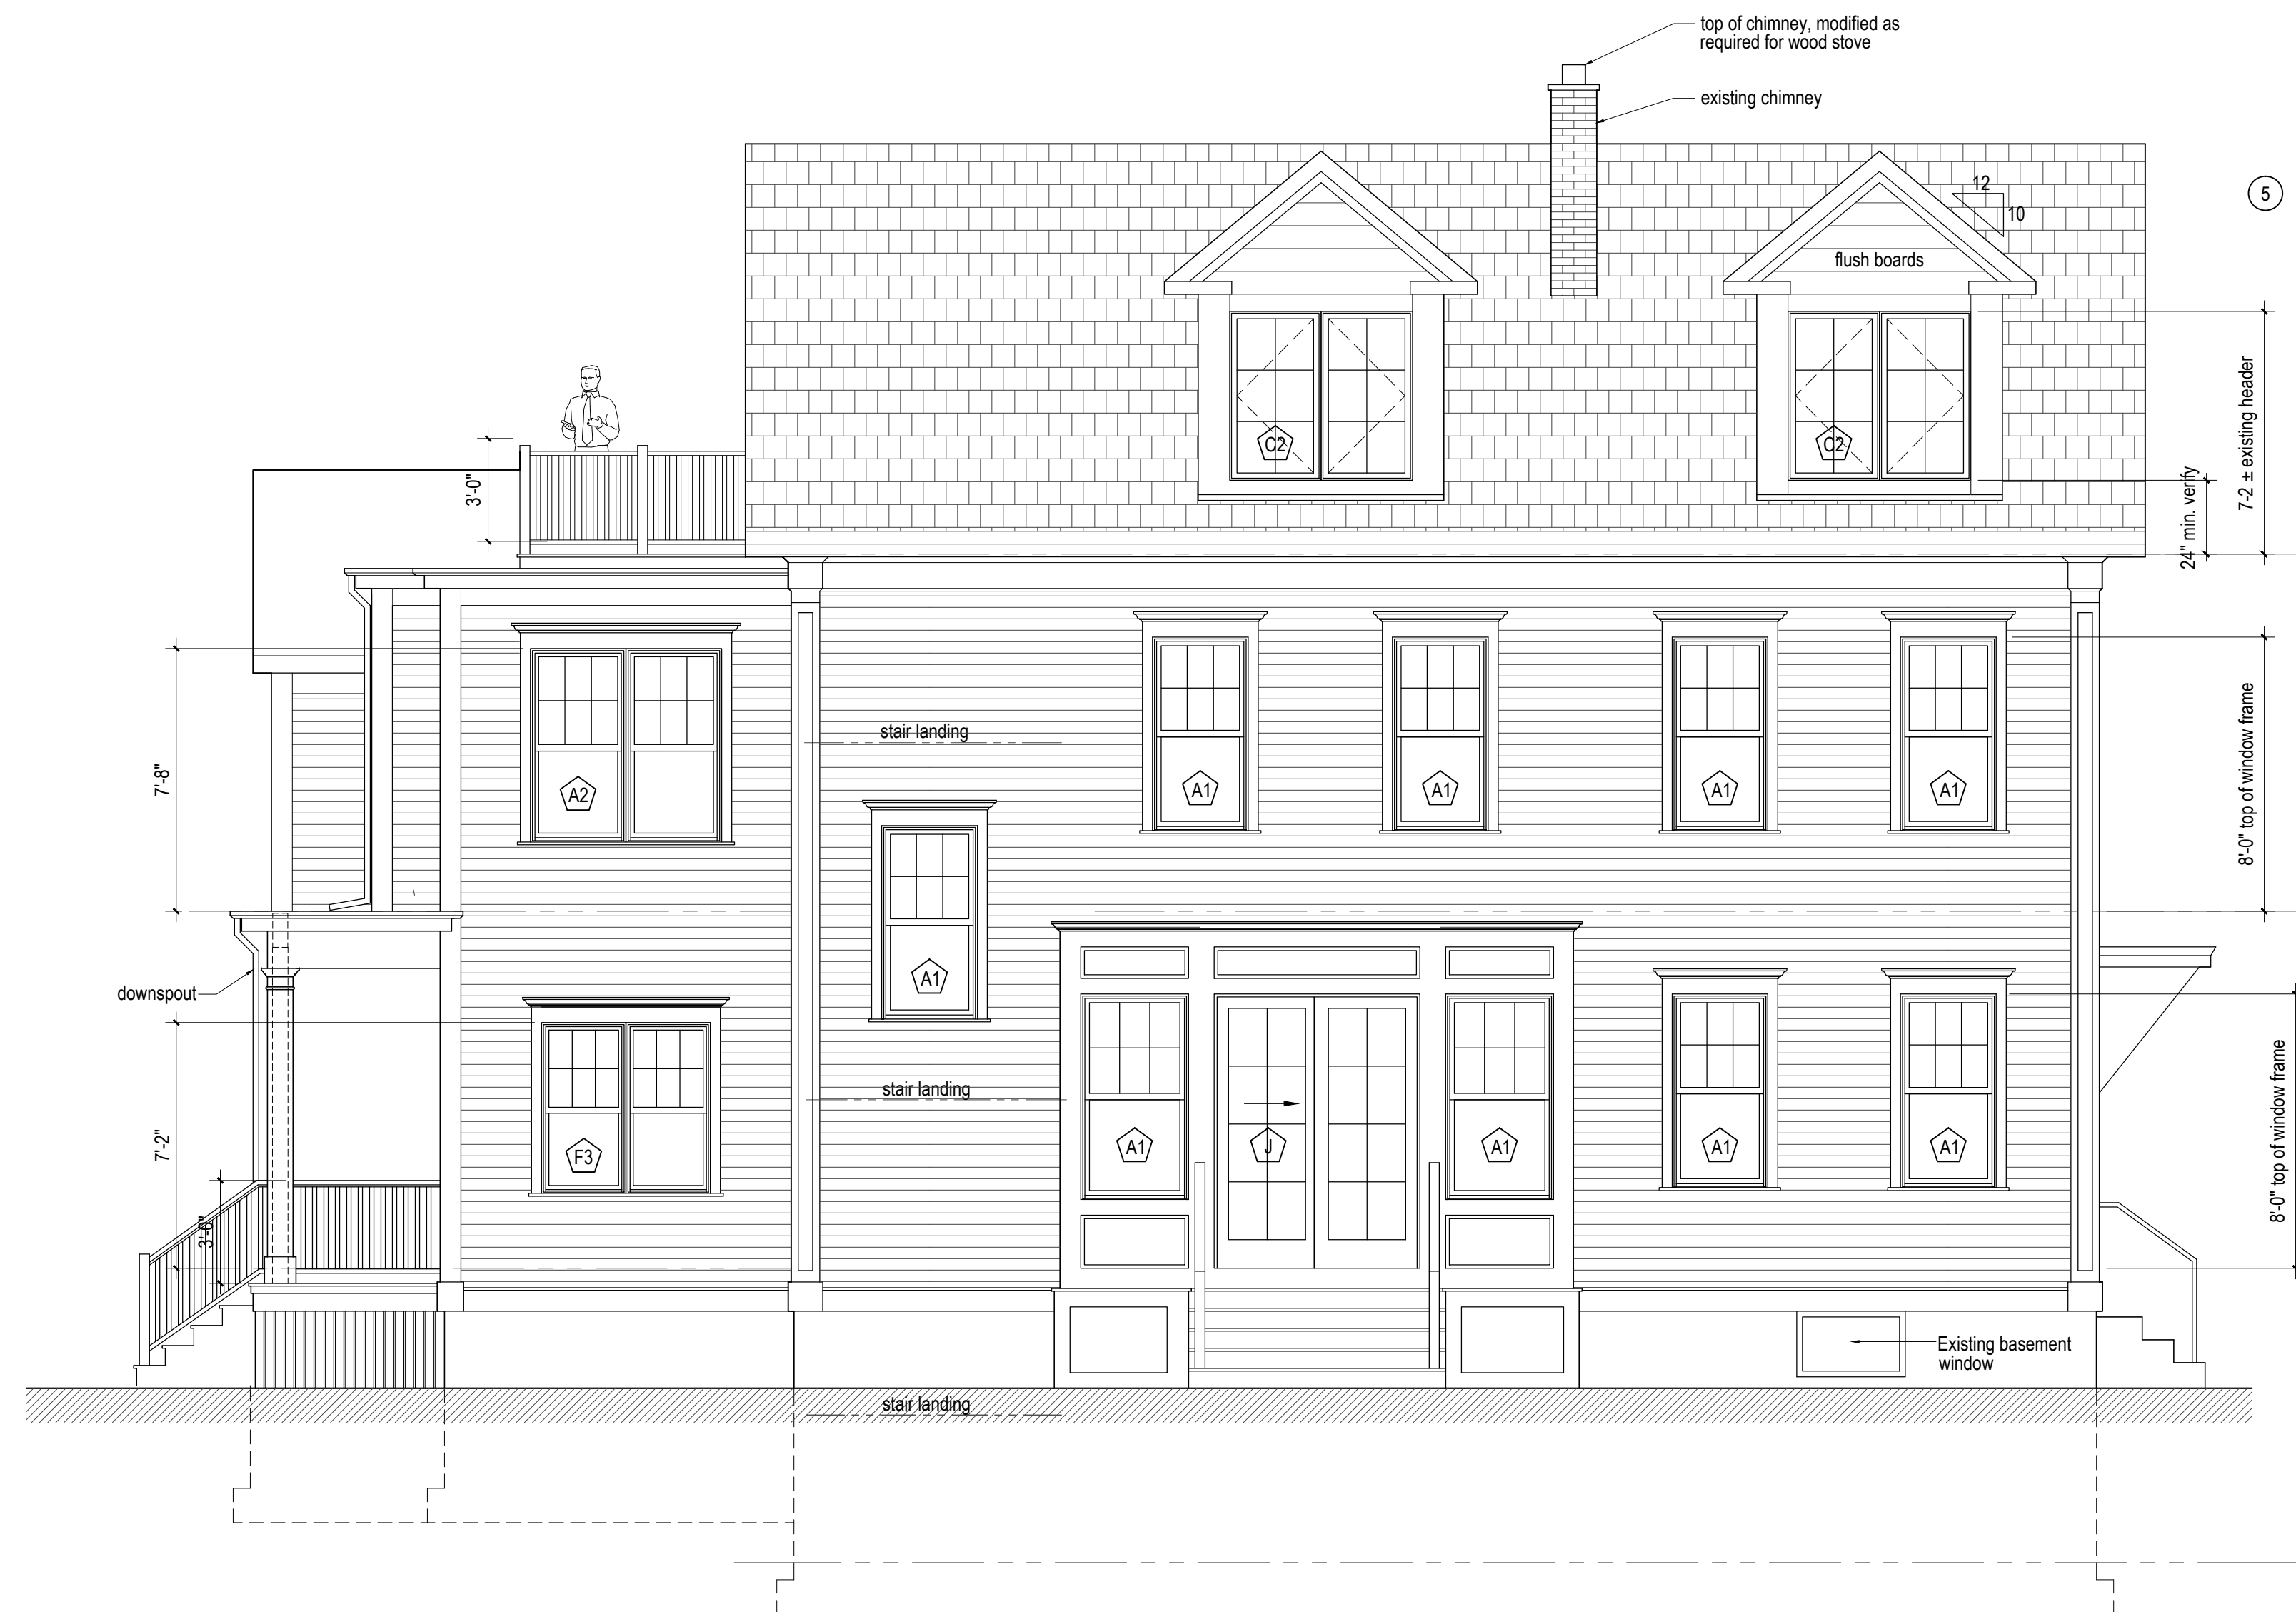 top of chimney, modified as
required for wood stove
existing chimney
12
10
5
flush boards
7-2 ± existing header
3'-0"
C2
C2
24" min. verify
stair landing
7'-8"
A2
A1
A1
A1
A1
8'-0" top of window frame
A1
downspout
stair landing
7'-2"
F3
A1
J
A1
A1
A1
8'-0" top of window frame
3'-0"
Existing basement
window
stair landing